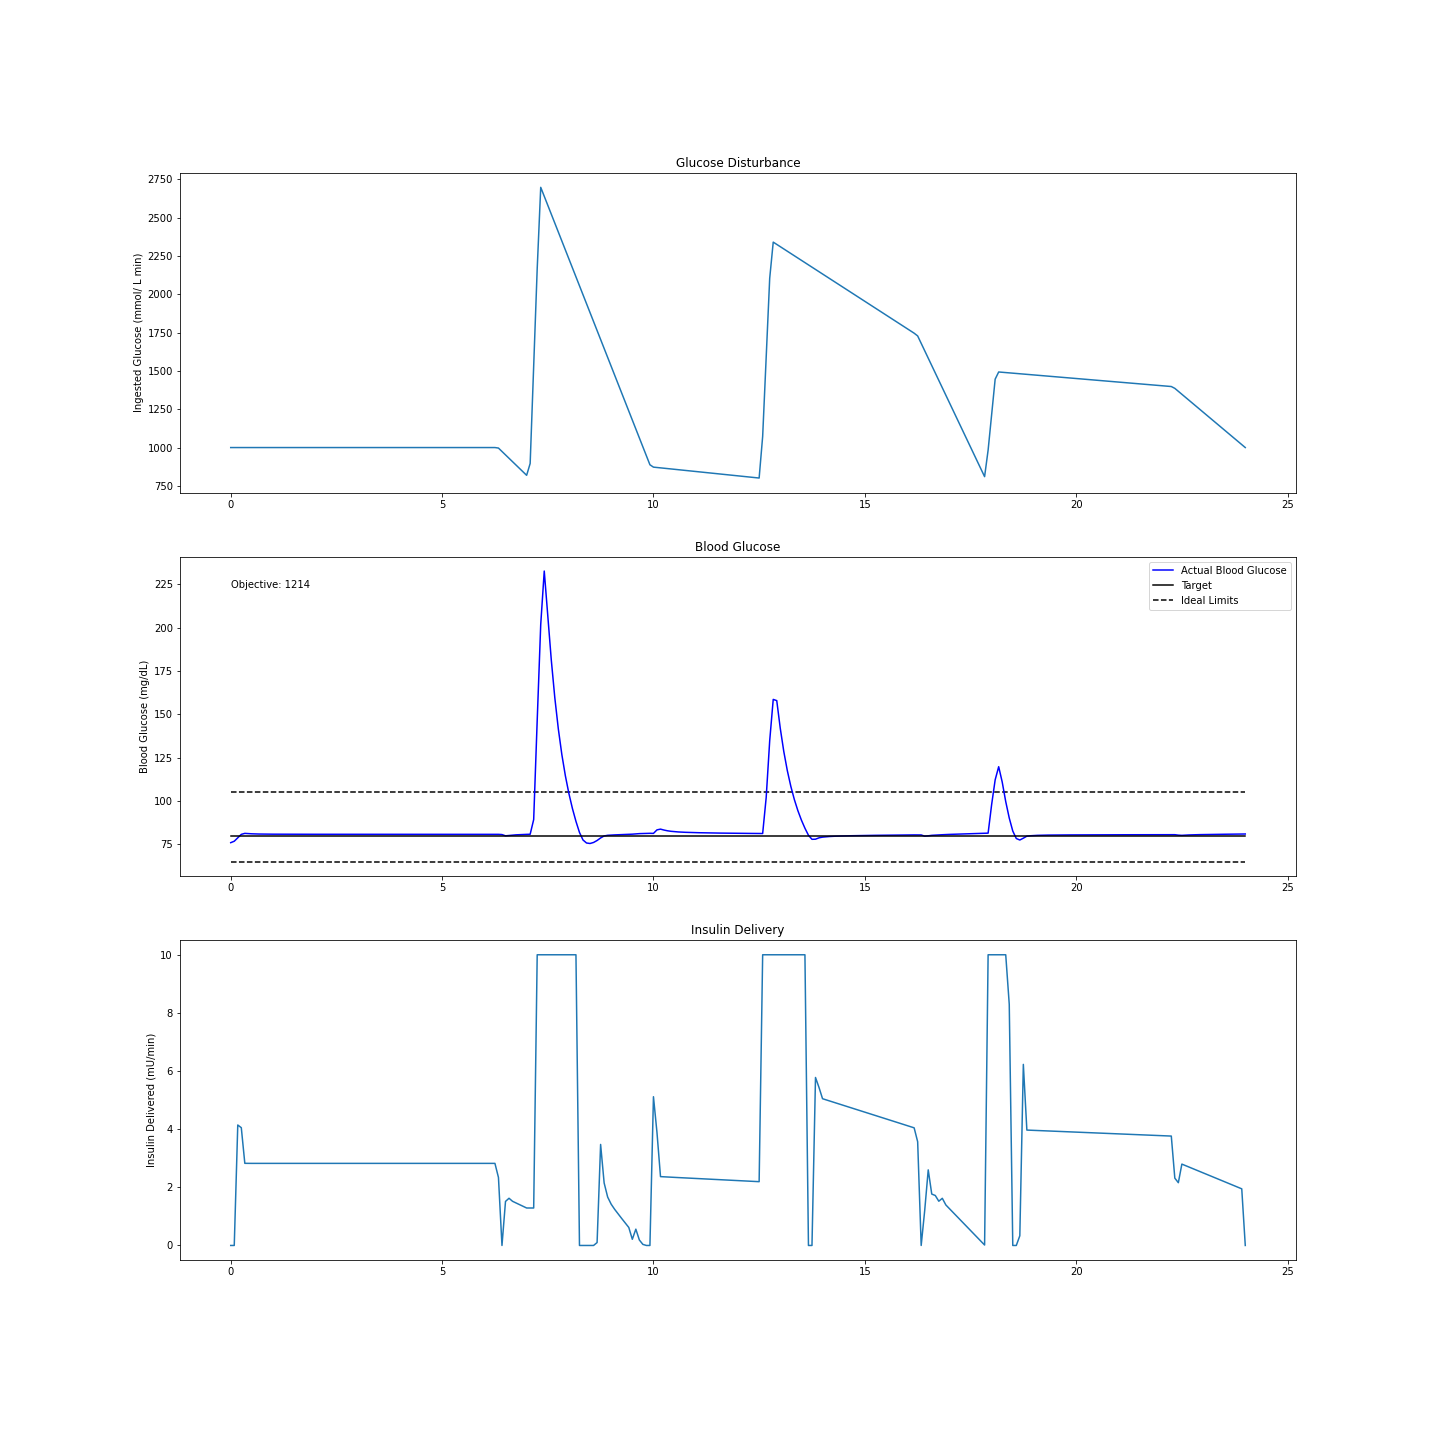 Glucose Disturbance
Ingested Glucose (mmol/ L min)
2750
2500
2250
2000
1750
1500
1250
1000
750
0 5 10 15 20 25
Blood Glucose
Blood Glucose (mg/dL)
Objective: 1214
Actual Blood Glucose
Target
Ideal Limits
225
200
175
150
125
100
75
0 5 10 15 20 25
Insulin Delivery
Insulin Delivered (mU/min)
10
8
6
4
2
0
0 5 10 15 20 25